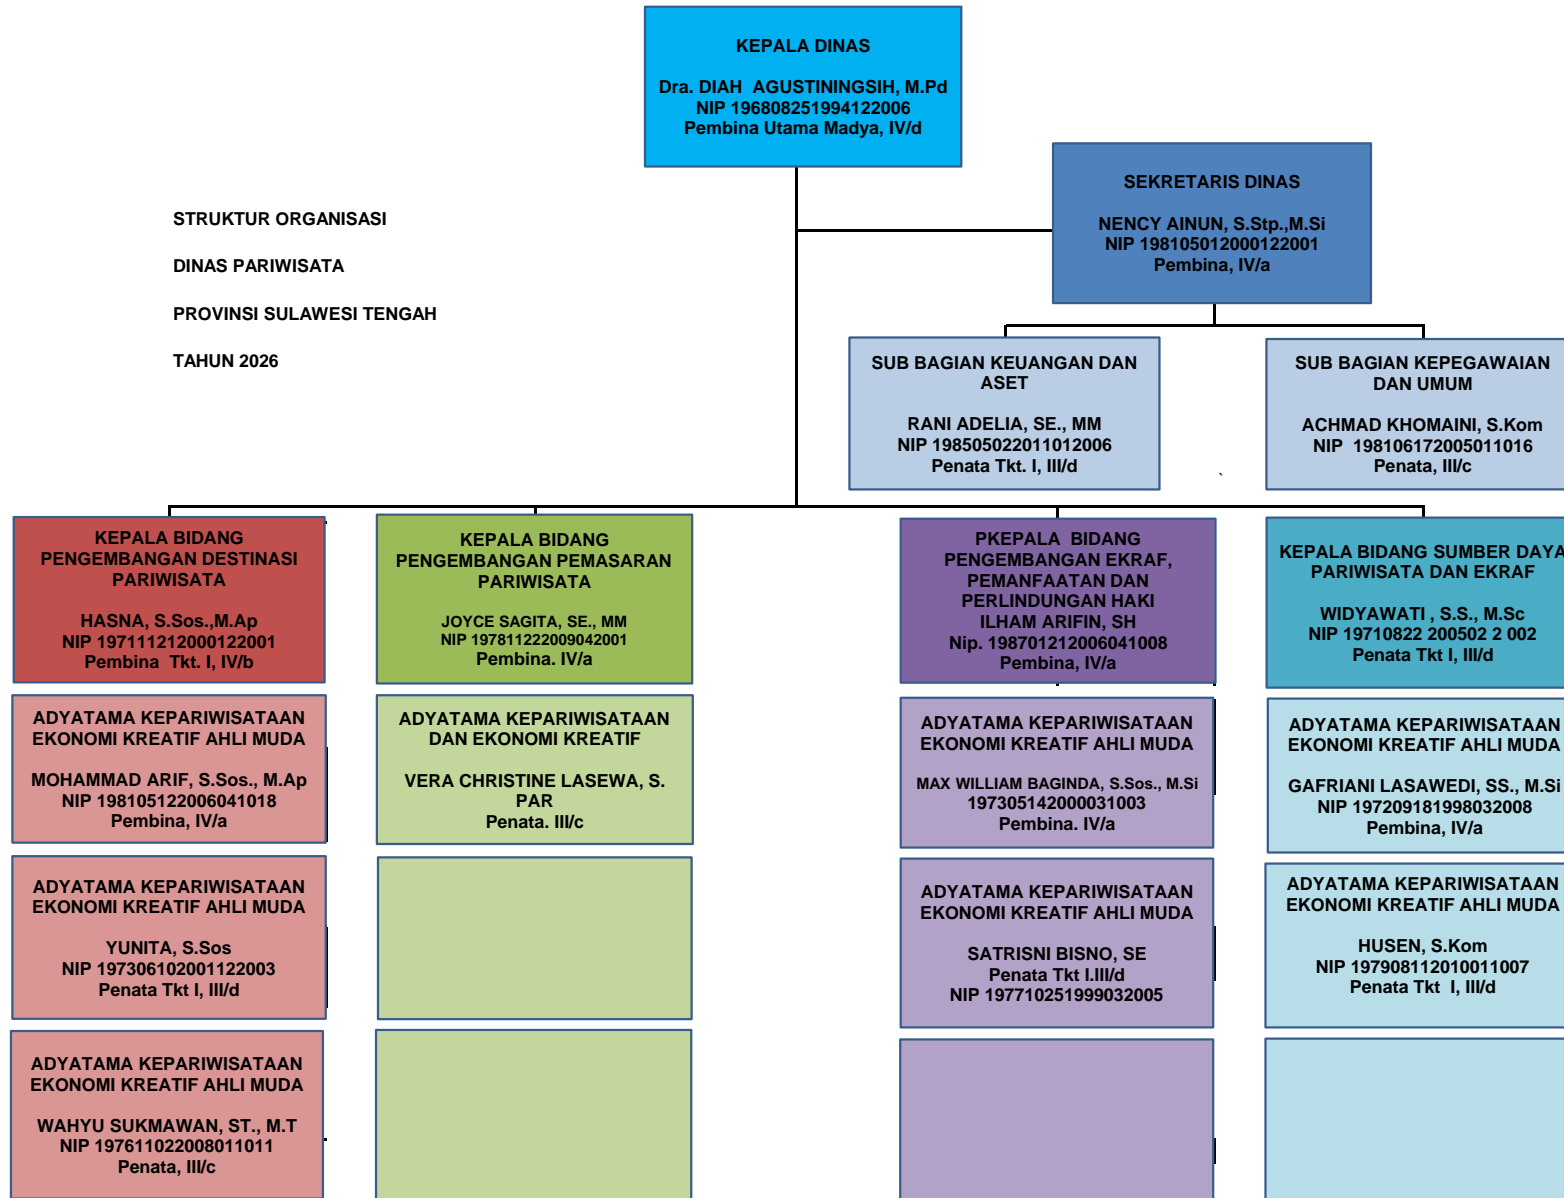 KEPALA DINAS
Dra. DIAH  AGUSTININGSIH, M.Pd
NIP 196808251994122006
Pembina Utama Madya, IV/d
SEKRETARIS DINAS
NENCY AINUN, S.Stp.,M.Si
NIP 198105012000122001
Pembina, IV/a
STRUKTUR ORGANISASI
DINAS PARIWISATA
PROVINSI SULAWESI TENGAH
TAHUN 2026
SUB BAGIAN KEUANGAN DAN
ASET
RANI ADELIA, SE., MM
NIP 198505022011012006
Penata Tkt. I, III/d
`
SUB BAGIAN KEPEGAWAIAN
DAN UMUM
ACHMAD KHOMAINI, S.Kom
NIP  198106172005011016
Penata, III/c
KEPALA BIDANG
PENGEMBANGAN DESTINASI
PARIWISATA
HASNA, S.Sos.,M.Ap
NIP 197111212000122001
Pembina  Tkt. I, IV/b
KEPALA BIDANG
PENGEMBANGAN PEMASARAN
PARIWISATA
JOYCE SAGITA, SE., MM
NIP 197811222009042001
Pembina. IV/a
PKEPALA  BIDANG
PENGEMBANGAN EKRAF,
PEMANFAATAN DAN
PERLINDUNGAN HAKI
ILHAM ARIFIN, SH
Nip. 198701212006041008
Pembina, IV/a
KEPALA BIDANG SUMBER DAYA
PARIWISATA DAN EKRAF
WIDYAWATI , S.S., M.Sc
NIP 19710822 200502 2 002
Penata Tkt I, III/d
ADYATAMA KEPARIWISATAAN
EKONOMI KREATIF AHLI MUDA
MOHAMMAD ARIF, S.Sos., M.Ap
NIP 198105122006041018
Pembina, IV/a
ADYATAMA KEPARIWISATAAN
DAN EKONOMI KREATIF
VERA CHRISTINE LASEWA, S.
PAR
Penata. III/c
ADYATAMA KEPARIWISATAAN
EKONOMI KREATIF AHLI MUDA
MAX WILLIAM BAGINDA, S.Sos., M.Si
197305142000031003
Pembina. IV/a
ADYATAMA KEPARIWISATAAN
EKONOMI KREATIF AHLI MUDA
GAFRIANI LASAWEDI, SS., M.Si
NIP 197209181998032008
Pembina, IV/a
ADYATAMA KEPARIWISATAAN
EKONOMI KREATIF AHLI MUDA
YUNITA, S.Sos
NIP 197306102001122003
Penata Tkt I, III/d
ADYATAMA KEPARIWISATAAN
EKONOMI KREATIF AHLI MUDA
SATRISNI BISNO, SE
Penata Tkt I.III/d
NIP 197710251999032005
ADYATAMA KEPARIWISATAAN
EKONOMI KREATIF AHLI MUDA
HUSEN, S.Kom
NIP 197908112010011007
Penata Tkt  I, III/d
ADYATAMA KEPARIWISATAAN
EKONOMI KREATIF AHLI MUDA
WAHYU SUKMAWAN, ST., M.T
NIP 197611022008011011
Penata, III/c